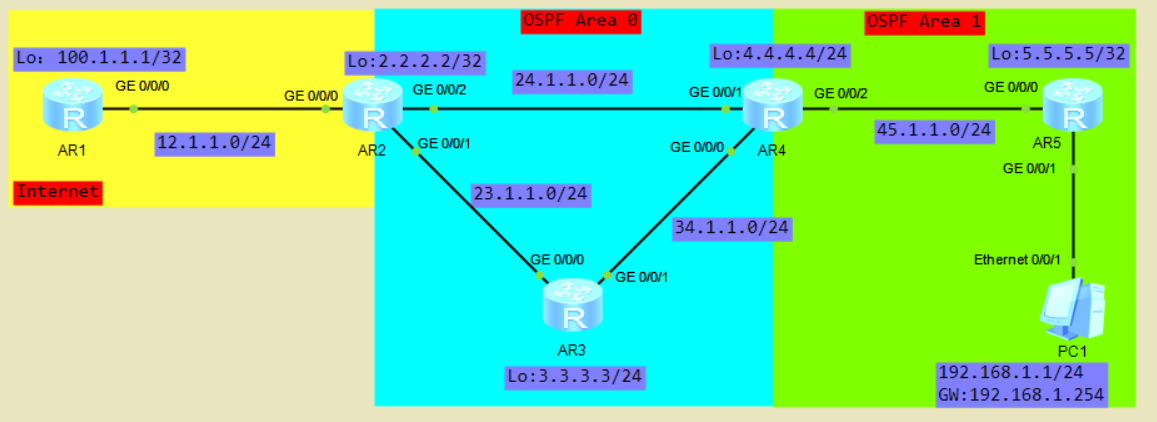 OSPF Area 0
OSPF Area 1
Lo: 100.1.1.1/32
Lo:2.2.2.2/32
Lo:4.4.4.4/24
Lo:5.5.5.5/32
GE 0/0/0
GE 0/0/0
GE 0/0/2
24.1.1.0/24
GE 0/0/1
GE 0/0/2
GE 0/0/0
R
R
R
R
12.1.1.0/24
45.1.1.0/24
AR1
AR2
GE 0/0/1
GE 0/0/0
AR4
AR5
GE 0/0/1
Internet
23.1.1.0/24
34.1.1.0/24
GE 0/0/0
GE 0/0/1
Ethernet 0/0/1
R
AR3
PC1
Lo:3.3.3.3/24
192.168.1.1/24
GW:192.168.1.254